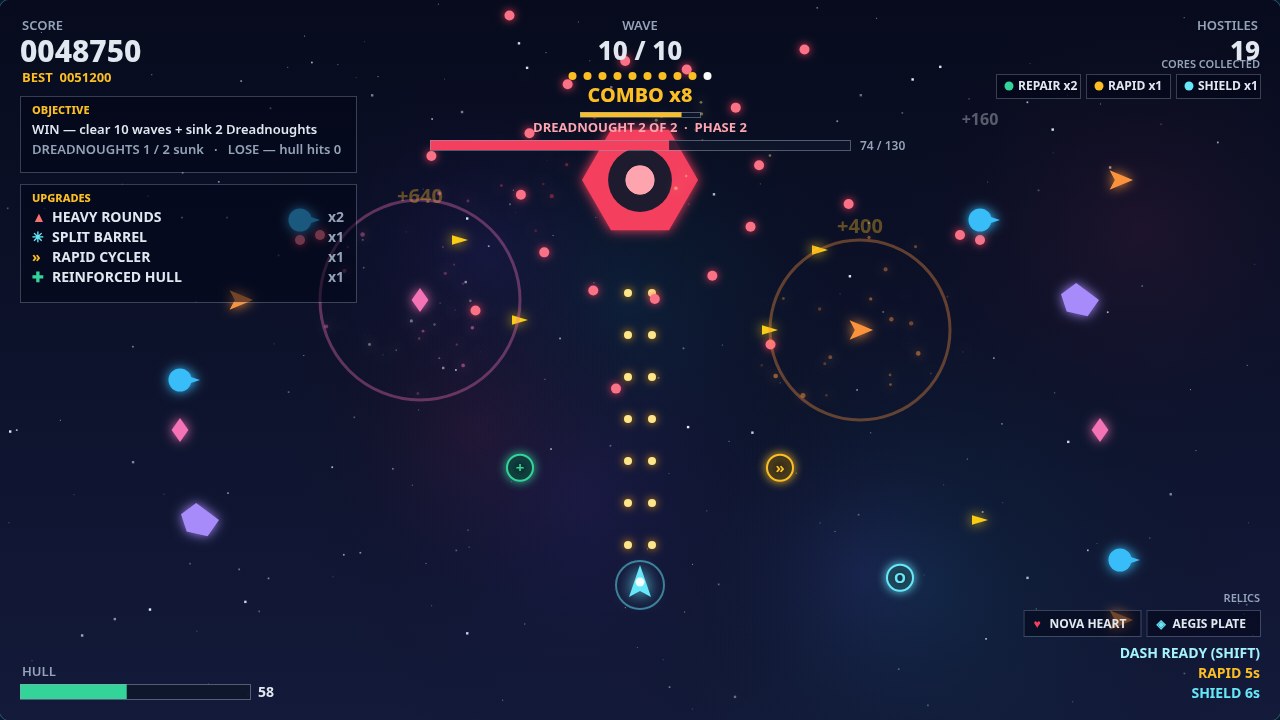 SCORE
0048750
BEST 0051200
OBJECTIVE
WIN — clear 10 waves + sink 2 Dreadnoughts
DREADNOUGHTS 1 / 2 sunk · LOSE — hull hits 0
UPGRADES
▲ HEAVY ROUNDS x2
✳ SPLIT BARREL x1
» RAPID CYCLER x1
✚ REINFORCED HULL x1
WAVE
10 / 10
COMBO x8
DREADNOUGHT 2 OF 2 · PHASE 2
74 / 130
HOSTILES
19
CORES COLLECTED
REPAIR x2
RAPID x1
SHIELD x1
+160
+640
+400
+
»
O
RELICS
♥ NOVA HEART
◈ AEGIS PLATE
DASH READY (SHIFT)
RAPID 5s
SHIELD 6s
HULL
58